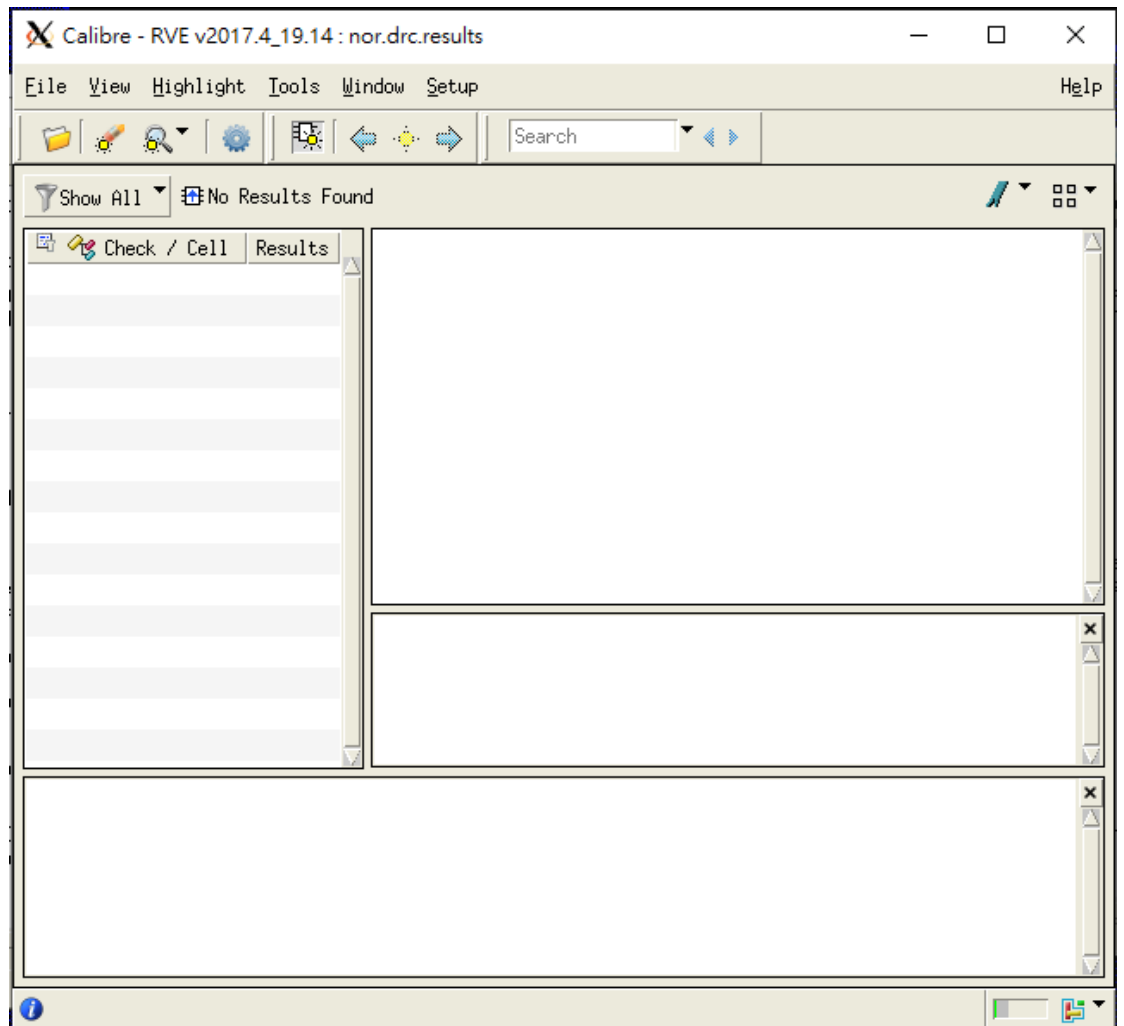 Calibre - RVE v2017.4_19.14 : nor.drc.results
File View Highlight Tools Window Setup Help
Search
Show All No Results Found
Check / Cell Results